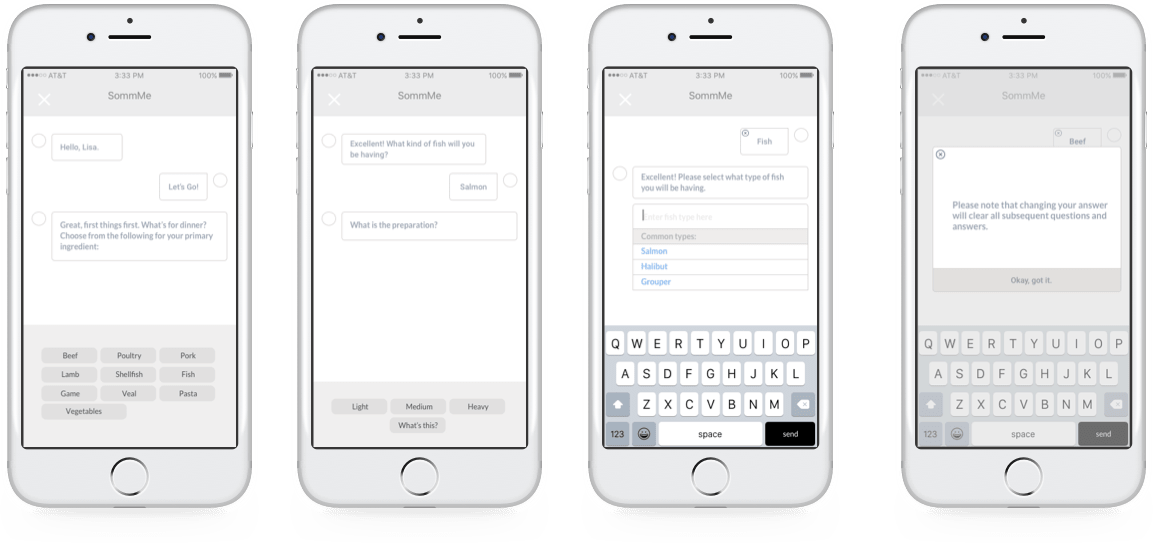 AT&T 3:33 PM 100%
SommMe
Hello, Lisa.
Let's Go!
Great, first things first. What's for dinner?
Choose from the following for your primary
ingredient:
Beef Poultry Pork
Lamb Shellfish Fish
Game Veal Pasta
Vegetables
AT&T 3:33 PM 100%
SommMe
Excellent! What kind of fish will you
be having?
Salmon
What is the preparation?
Light Medium Heavy
What's this?
AT&T 3:33 PM 100%
SommMe
Fish
Excellent! Please select what type of fish
you will be having.
Enter fish type here
Common types:
Salmon
Halibut
Grouper
Q W E R T Y U I O P
A S D F G H J K L
Z X C V B N M
123 space send
AT&T 3:33 PM 100%
SommMe
Beef
Please note that changing your answer
will clear all subsequent questions and
answers.
Okay, got it.
Q W E R T Y U I O P
A S D F G H J K L
Z X C V B N M
123 space send